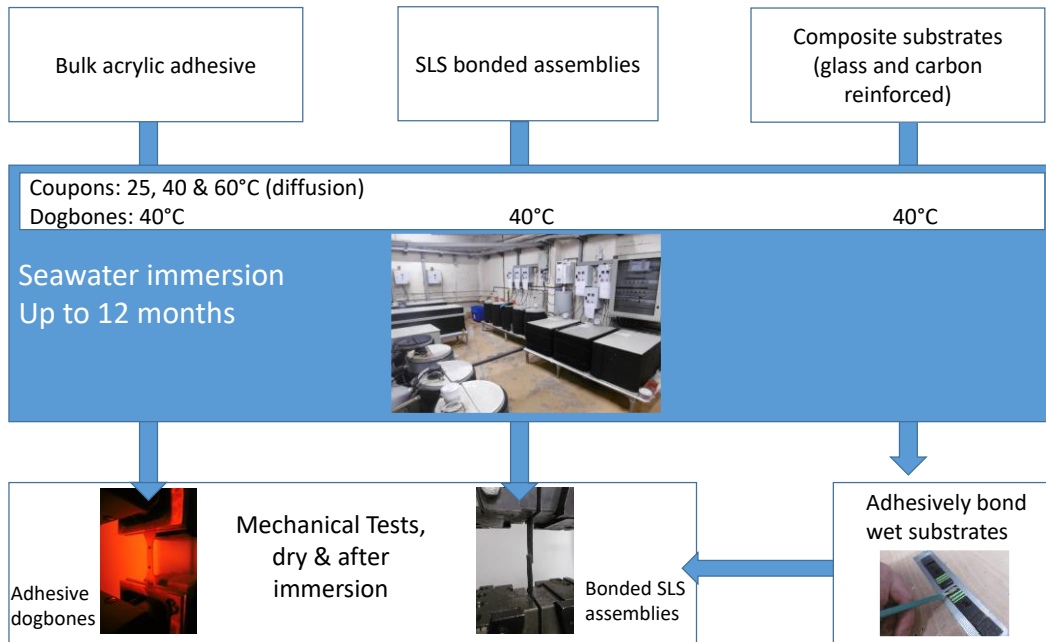 Bulk acrylic adhesive
SLS bonded assemblies
Composite substrates
(glass and carbon
reinforced)
Coupons: 25, 40 & 60°C (diffusion)
Dogbones: 40°C
40°C
40°C
Seawater immersion
Up to 12 months
Adhesive
dogbones
Mechanical Tests,
dry & after
immersion
Bonded SLS
assemblies
Adhesively bond
wet substrates